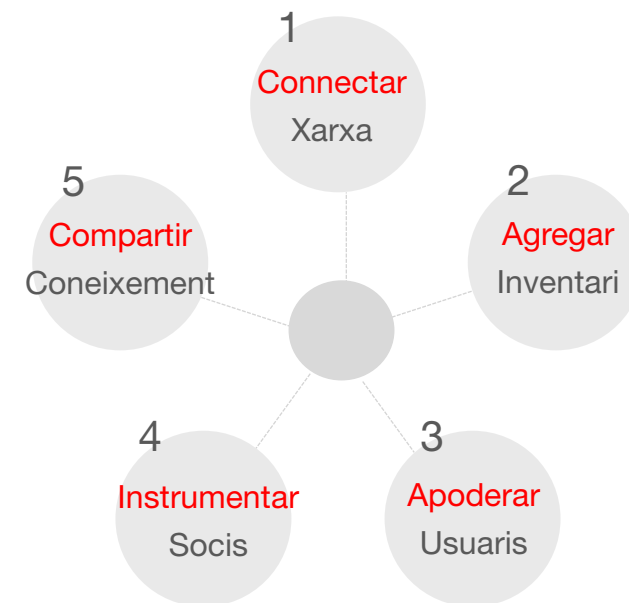 1
Connectar
Xarxa
2
Agregar
Inventari
3
Apoderar
Usuaris
4
Instrumentar
Socis
5
Compartir
Coneixement